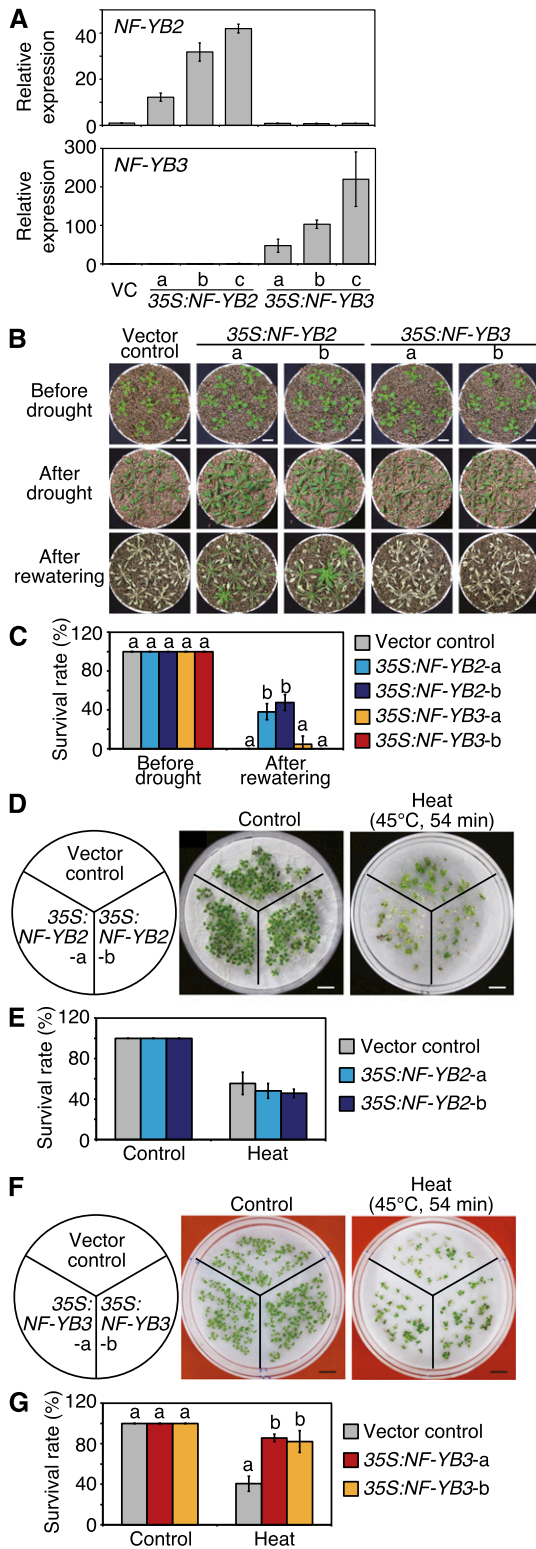 A
NF-YB2
Relative expression
40
20
0
NF-YB3
Relative expression
300
200
100
0
VC a b c a b c
35S:NF-YB2 35S:NF-YB3
B
Vector control
35S:NF-YB2 35S:NF-YB3
a b a b
Before drought
After drought
After rewatering
C
Survival rate (%)
120
80
40
0
a a a a a
a b b a a
Before drought
After rewatering
Vector control
35S:NF-YB2-a
35S:NF-YB2-b
35S:NF-YB3-a
35S:NF-YB3-b
D
Control
Heat
(45°C, 54 min)
Vector control
35S:NF-YB2-a
35S:NF-YB2-b
E
Survival rate (%)
120
80
40
0
Control Heat
Vector control
35S:NF-YB2-a
35S:NF-YB2-b
F
Control
Heat
(45°C, 54 min)
Vector control
35S:NF-YB3-a
35S:NF-YB3-b
G
Survival rate (%)
120
80
40
0
a a a
a b b
Control Heat
Vector control
35S:NF-YB3-a
35S:NF-YB3-b